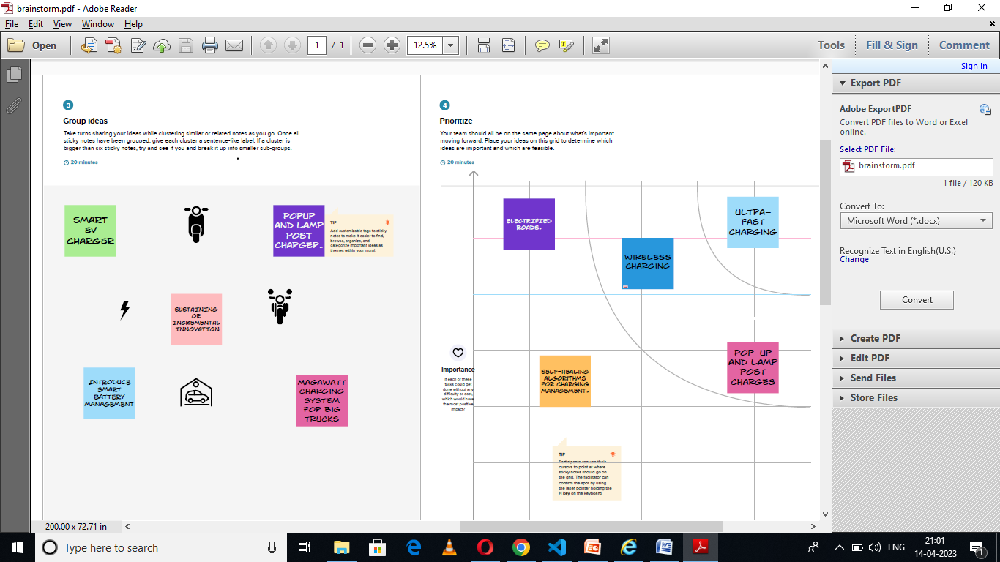 brainstorm.pdf - Adobe Reader
File Edit View Window Help
Open
1 / 1
12.5%
Tools
Fill & Sign
Comment
3
Group ideas
Take turns sharing your ideas while clustering similar or related notes as you go. Once all
sticky notes have been grouped, give each cluster a sentence-like label. If a cluster is
bigger than six sticky notes, try and see if you and break it up into smaller sub-groups.
20 minutes
SMART
EV
CHARGER
POPUP
AND LAMP
POST
CHARGER.
TIP
Add customizable tags to sticky
notes to make it easier to find,
browse, organize, and
categorize important ideas as
themes within your mural.
SUSTAINING
OR
INCREMENTAL
INNOVATION
INTRODUCE
SMART
BATTERY
MANAGEMENT
MAGAWATT
CHARGING
SYSTEM
FOR BIG
TRUCKS
4
Prioritize
Your team should all be on the same page about what's important
moving forward. Place your ideas on this grid to determine which
ideas are important and which are feasible.
20 minutes
ELECTRIFIED
ROADS.
WIRELESS
CHARGING
ULTRA-
FAST
CHARGING
Importance
If each of these
tasks could get
done without any
difficulty or cost,
which would have
the most positive
impact?
SELF-HEALING
ALGORITHMS
FOR CHARGING
MANAGEMENT.
POP-UP
AND LAMP
POST
CHARGES
TIP
Participants can use their
cursors to point at where
sticky notes should go on
the grid. The facilitator can
confirm the spot by using
the laser pointer holding the
H key on the keyboard.
200.00 x 72.71 in
Sign In
Export PDF
Adobe ExportPDF
Convert PDF files to Word or Excel
online.
Select PDF File:
brainstorm.pdf
1 file / 120 KB
Convert To:
Microsoft Word (*.docx)
Recognize Text in English(U.S.)
Change
Convert
Create PDF
Edit PDF
Send Files
Store Files
Type here to search
ENG
21:01
14-04-2023
1